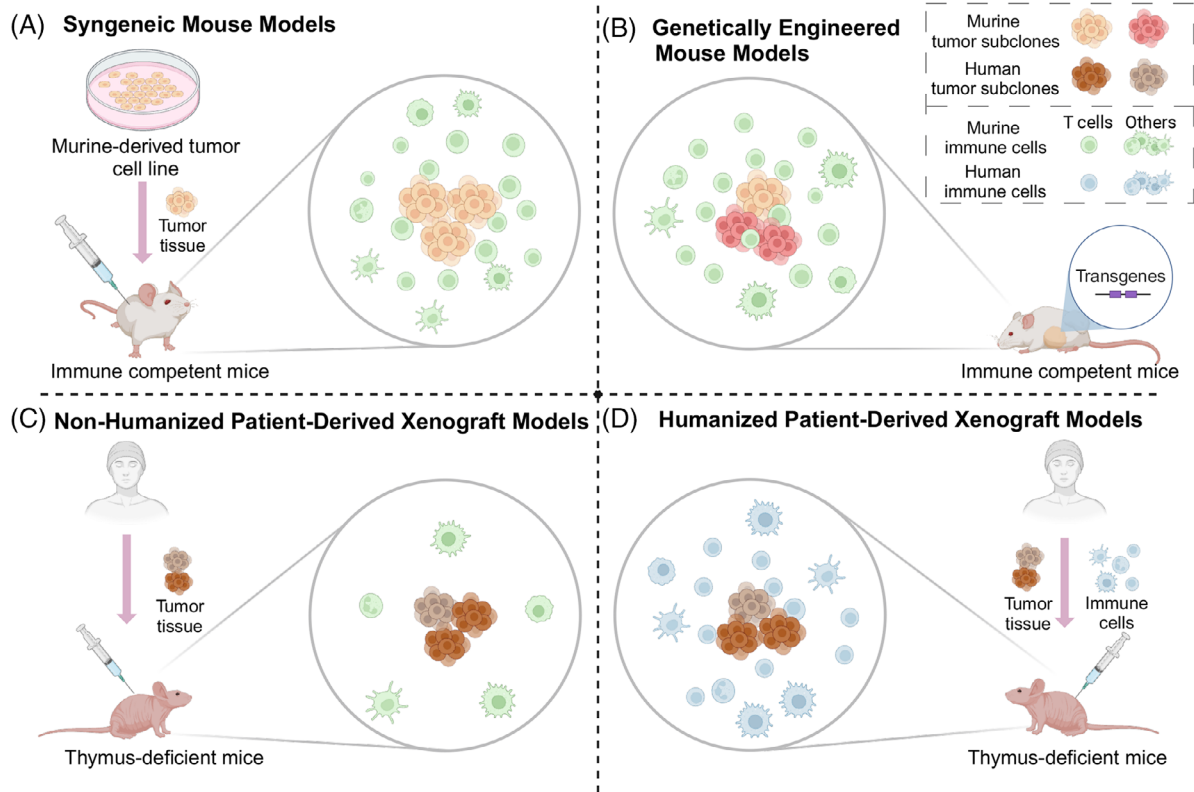 (A) Syngeneic Mouse Models
Murine-derived tumor
cell line
Tumor
tissue
Immune competent mice
(B) Genetically Engineered
Mouse Models
Murine
tumor subclones
Human
tumor subclones
T cells Others
Murine
immune cells
Human
immune cells
Transgenes
Immune competent mice
(C) Non-Humanized Patient-Derived Xenograft Models
Tumor
tissue
Thymus-deficient mice
(D) Humanized Patient-Derived Xenograft Models
Tumor
tissue
Immune
cells
Thymus-deficient mice